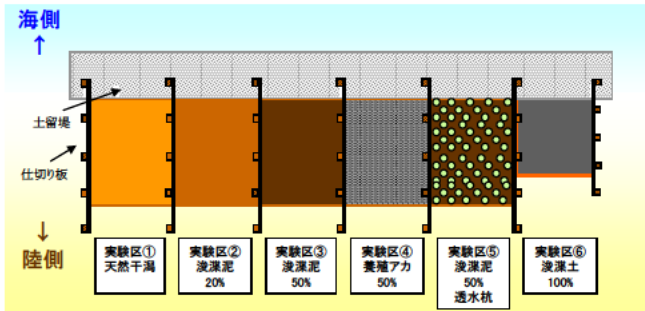 海側
↑
土留堤
仕切り板
↓
陸側
実験区①
天然干潟
実験区②
浚渫泥
20%
実験区③
浚渫泥
50%
実験区④
養殖アカ
50%
実験区⑤
浚渫泥
50%
透水杭
実験区⑥
浚渫土
100%